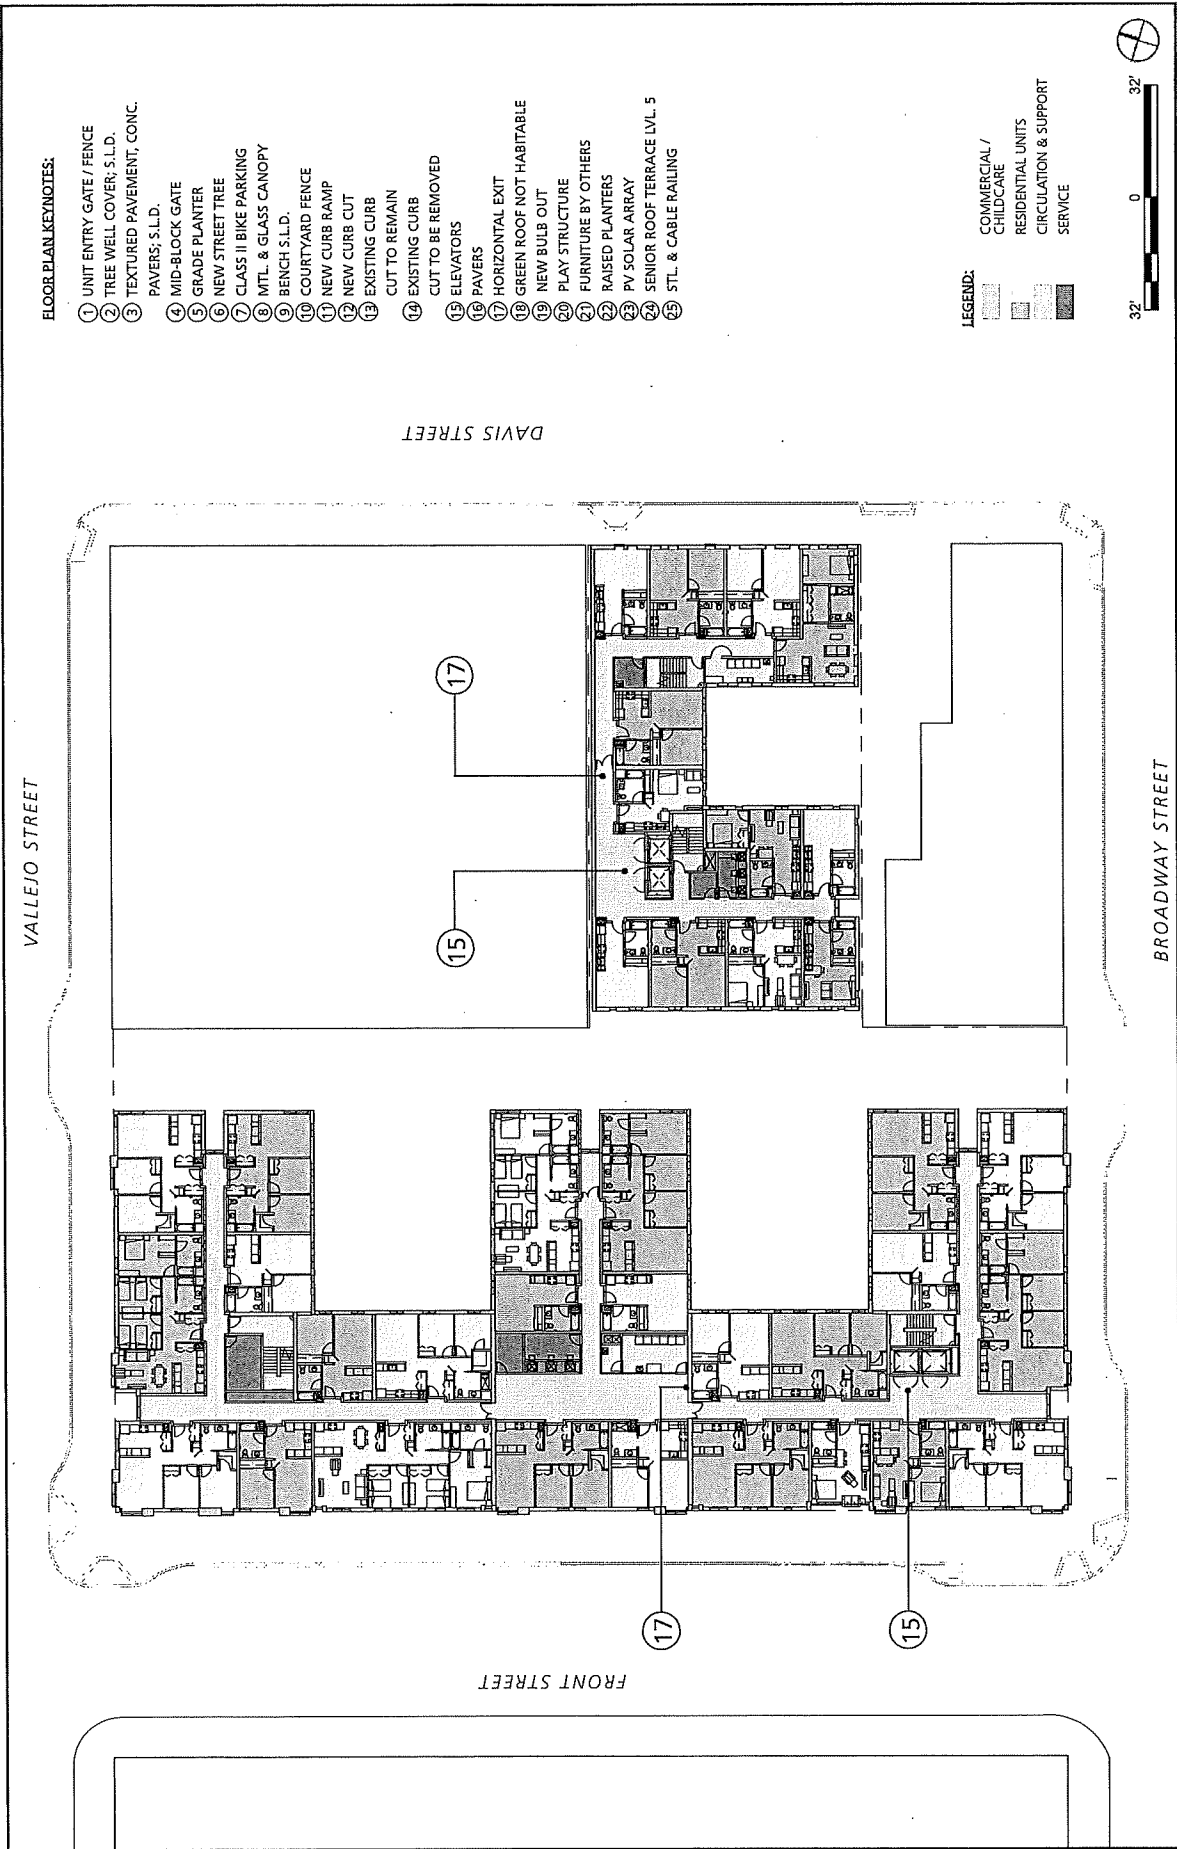 FLOOR PLAN KEYNOTES:
1 UNIT ENTRY GATE / FENCE
2 TREE WELL COVER; S.L.D.
3 TEXTURED PAVEMENT, CONC.
PAVERS; S.L.D.
4 MID-BLOCK GATE
5 GRADE PLANTER
6 NEW STREET TREE
7 CLASS II BIKE PARKING
8 MTL. & GLASS CANOPY
9 BENCH S.L.D.
10 COURTYARD FENCE
11 NEW CURB RAMP
12 NEW CURB CUT
13 EXISTING CURB
CUT TO REMAIN
14 EXISTING CURB
CUT TO BE REMOVED
15 ELEVATORS
16 PAVERS
17 HORIZONTAL EXIT
18 GREEN ROOF NOT HABITABLE
19 NEW BULB OUT
20 PLAY STRUCTURE
21 FURNITURE BY OTHERS
22 RAISED PLANTERS
23 PV SOLAR ARRAY
24 SENIOR ROOF TERRACE LVL. 5
25 STL. & CABLE RAILING
LEGEND:
COMMERCIAL /
CHILDCARE
RESIDENTIAL UNITS
CIRCULATION & SUPPORT
SERVICE
32' 0 32'
DAVIS STREET
VALLEJO STREET
BROADWAY STREET
FRONT STREET
17
15
17
15